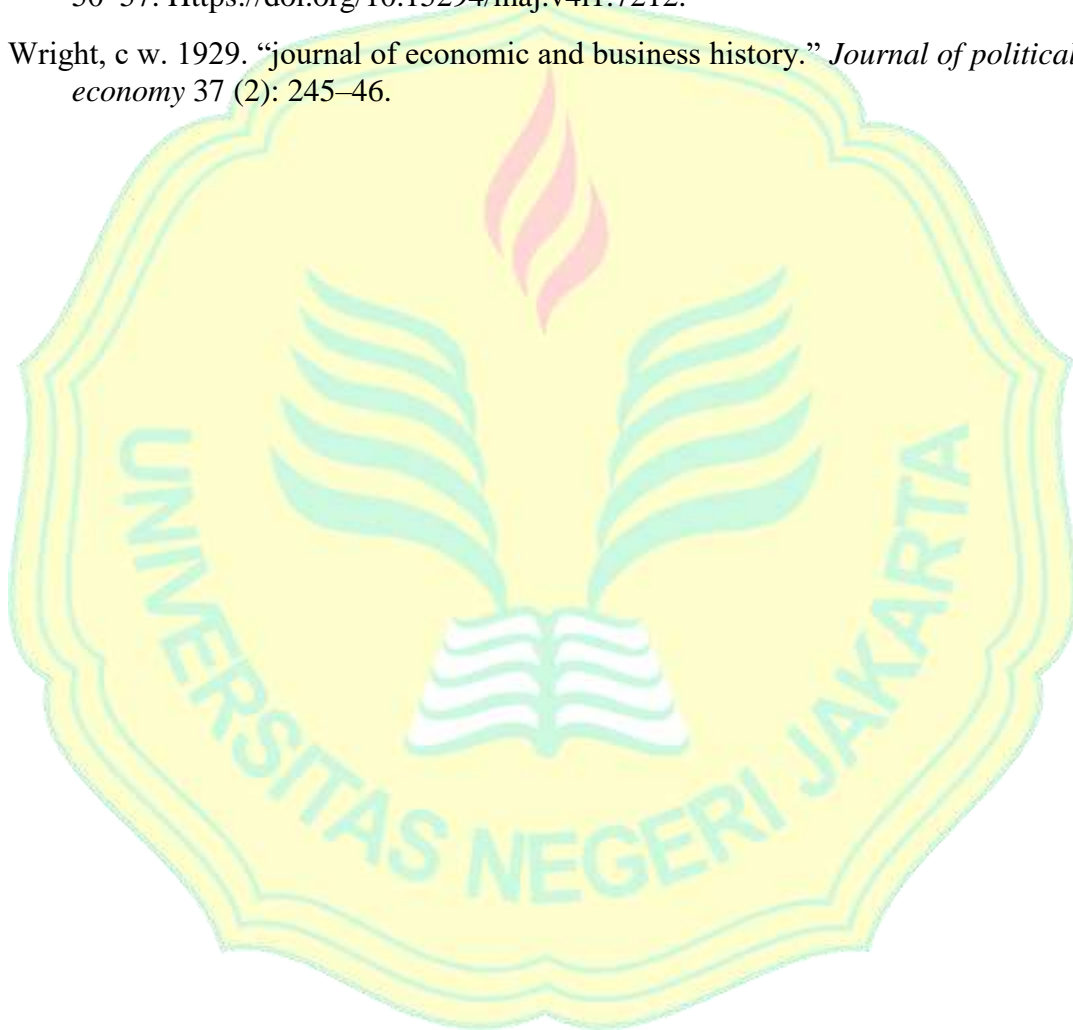 Wright, c w. 1929. “journal of economic and business history.” Journal of political
economy 37 (2): 245–46.
UNIVERSITAS NEGERI JAKARTA